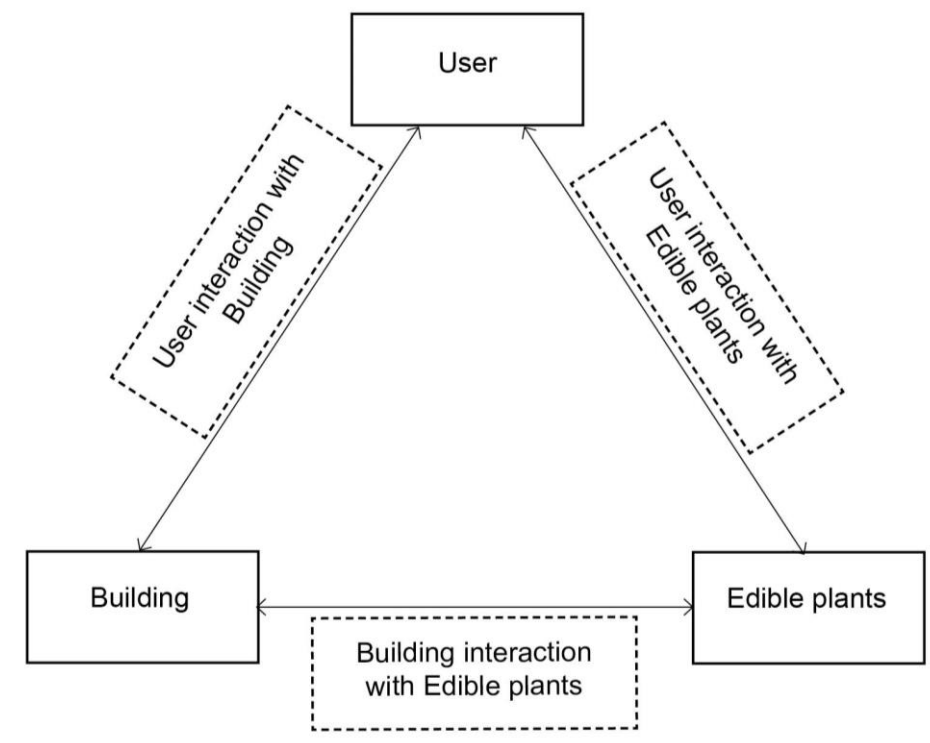 User
User interaction with
Building
User interaction with
Edible plants
Building
Edible plants
Building interaction
with Edible plants